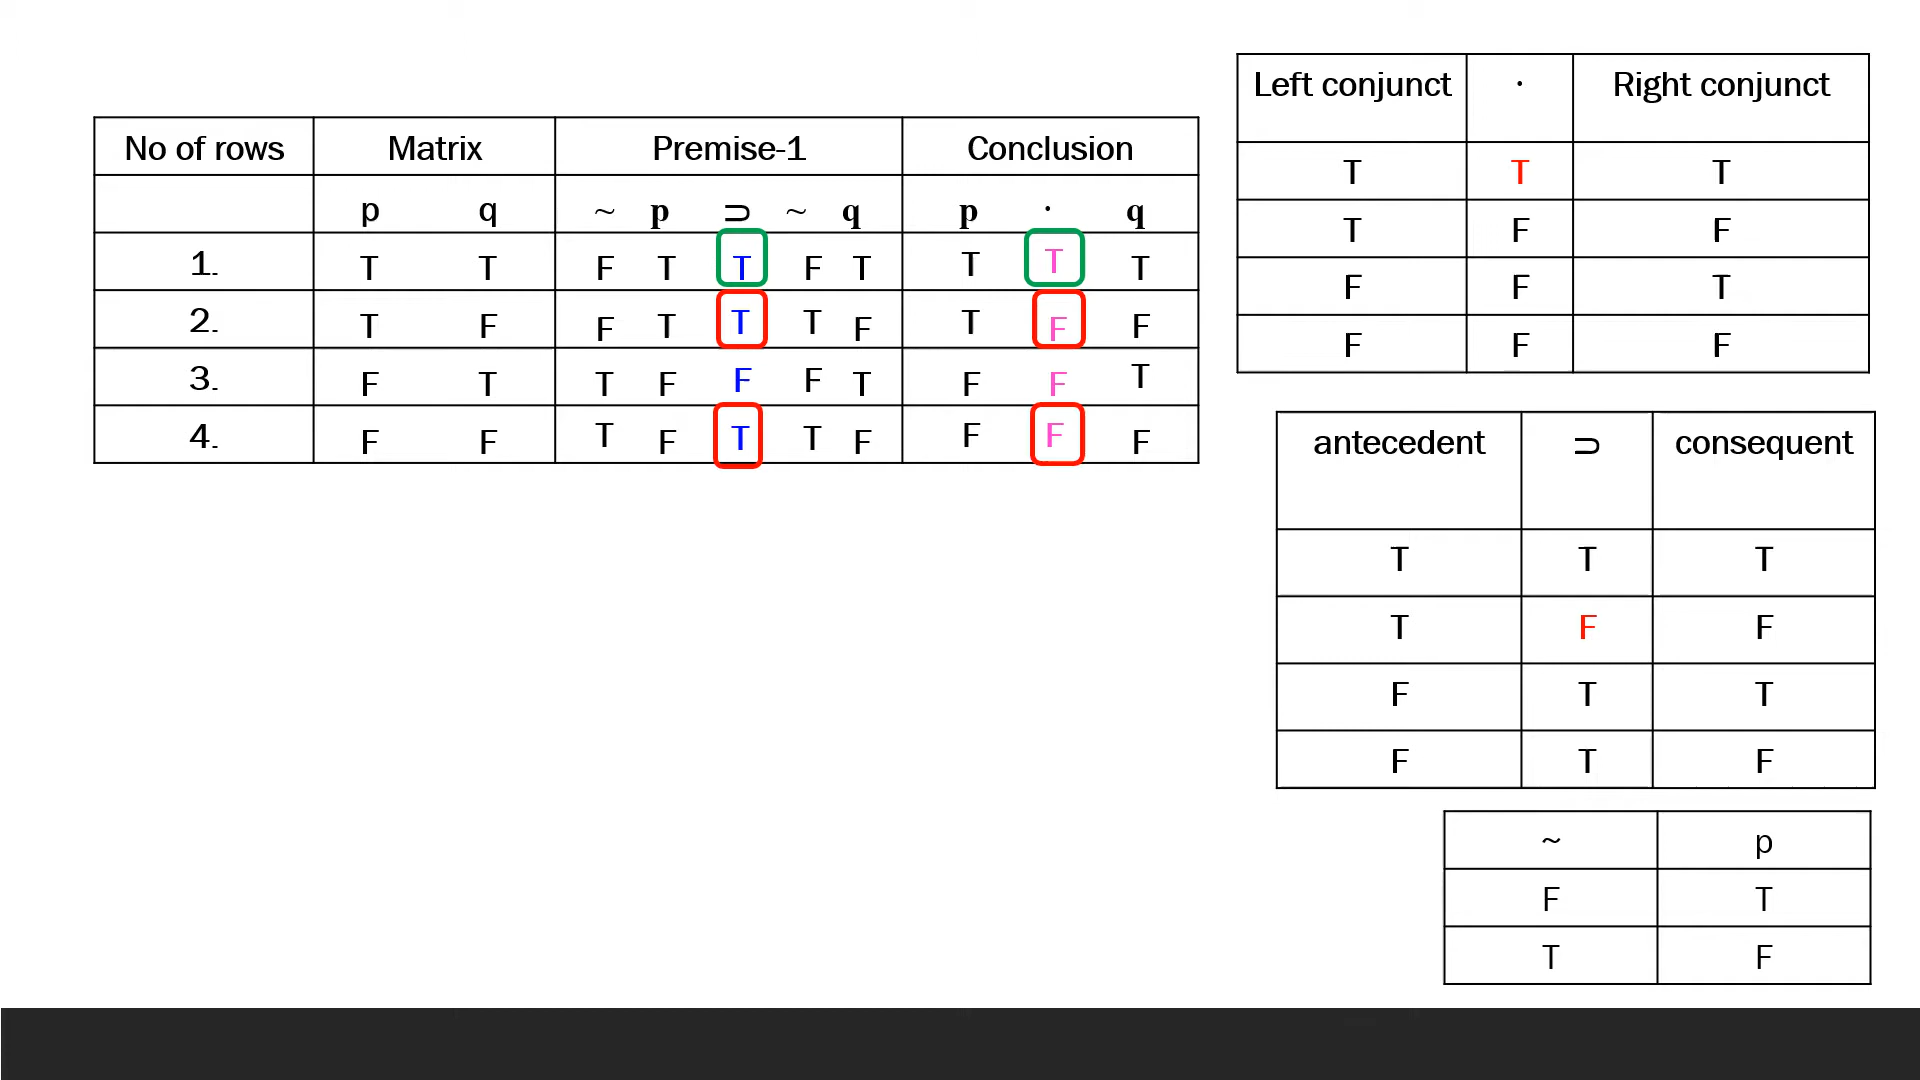 No of rows Matrix Premise-1 Conclusion
p q ~ p ⊃ ~ q p · q
1. T T F T T F T T T T
2. T F F T T T F T F F
3. F T T F F F T F F T
4. F F T F T T F F F F
Left conjunct · Right conjunct
T T T
T F F
F F T
F F F
antecedent ⊃ consequent
T T T
T F F
F T T
F T F
~ p
F T
T F